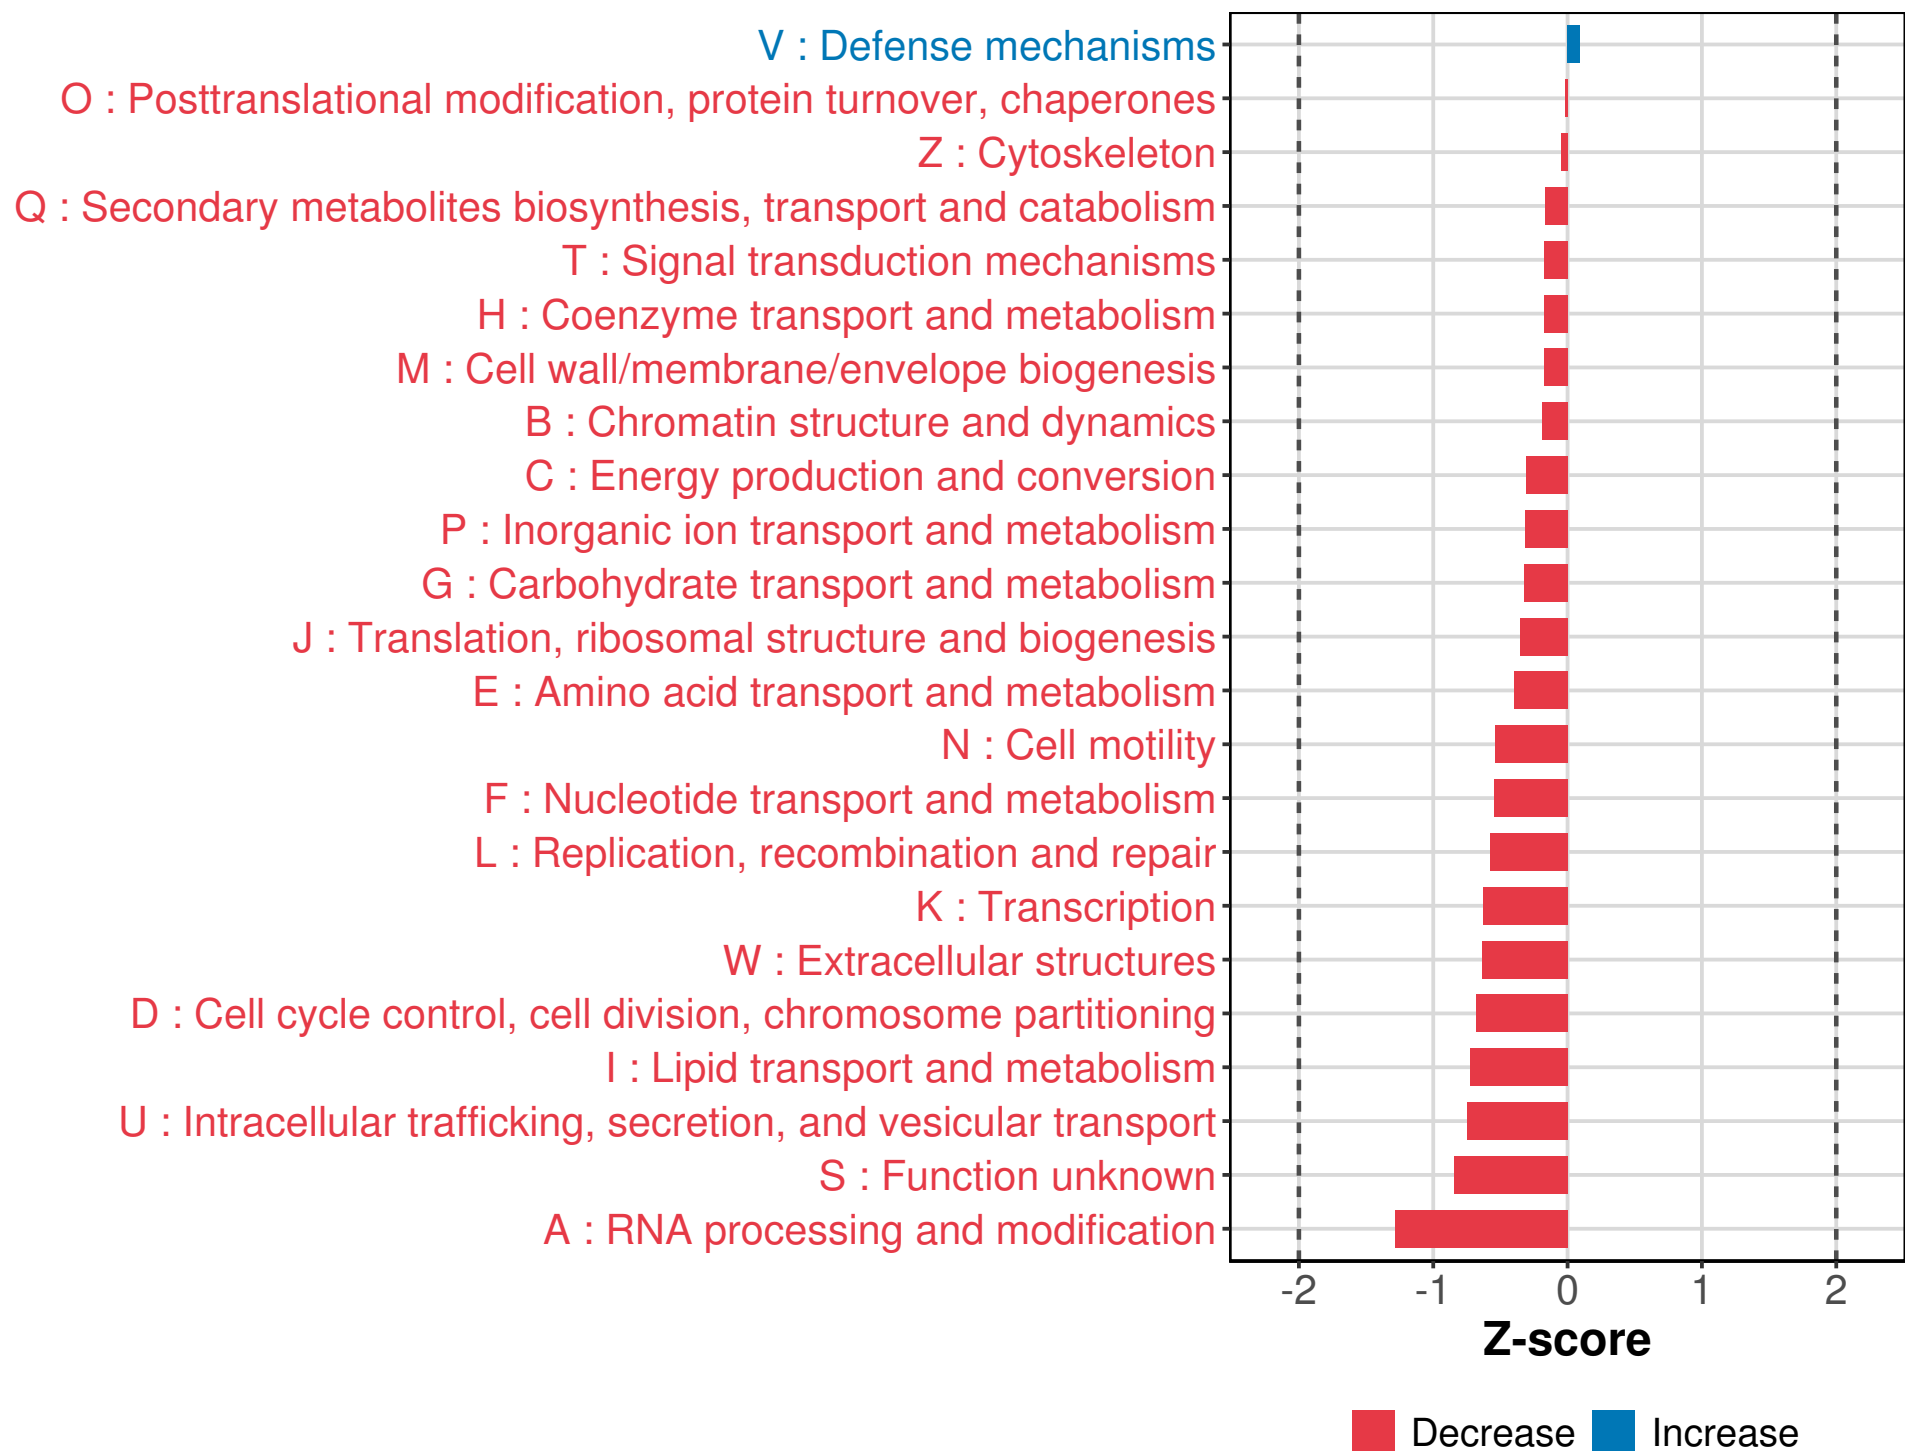 V : Defense mechanisms
O : Posttranslational modification, protein turnover, chaperones
Z : Cytoskeleton
Q : Secondary metabolites biosynthesis, transport and catabolism
T : Signal transduction mechanisms
H : Coenzyme transport and metabolism
M : Cell wall/membrane/envelope biogenesis
B : Chromatin structure and dynamics
C : Energy production and conversion
P : Inorganic ion transport and metabolism
G : Carbohydrate transport and metabolism
J : Translation, ribosomal structure and biogenesis
E : Amino acid transport and metabolism
N : Cell motility
F : Nucleotide transport and metabolism
L : Replication, recombination and repair
K : Transcription
W : Extracellular structures
D : Cell cycle control, cell division, chromosome partitioning
I : Lipid transport and metabolism
U : Intracellular trafficking, secretion, and vesicular transport
S : Function unknown
A : RNA processing and modification
-2 -1 0 1 2
Z-score
Decrease Increase